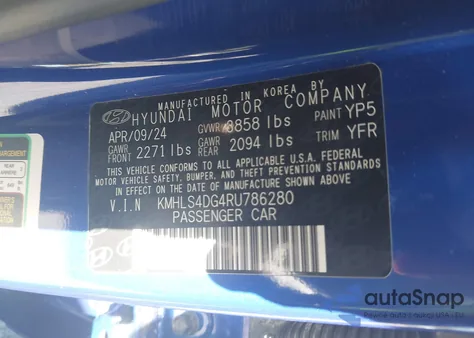 MANUFACTURED IN KOREA BY
HYUNDAI MOTOR COMPANY
APR/09/24 GVWR 3858 lbs PAINT YP5
GAWR FRONT 2271 lbs GAWR REAR 2094 lbs TRIM YFR
THIS VEHICLE CONFORMS TO ALL APPLICABLE U.S.A. FEDERAL
MOTOR VEHICLE SAFETY, BUMPER, AND THEFT PREVENTION STANDARDS
IN EFFECT ON THE DATE OF MANUFACTURE SHOWN ABOVE.
V.I.N KMHLS4DG4RU786280
PASSENGER CAR
autoSnap